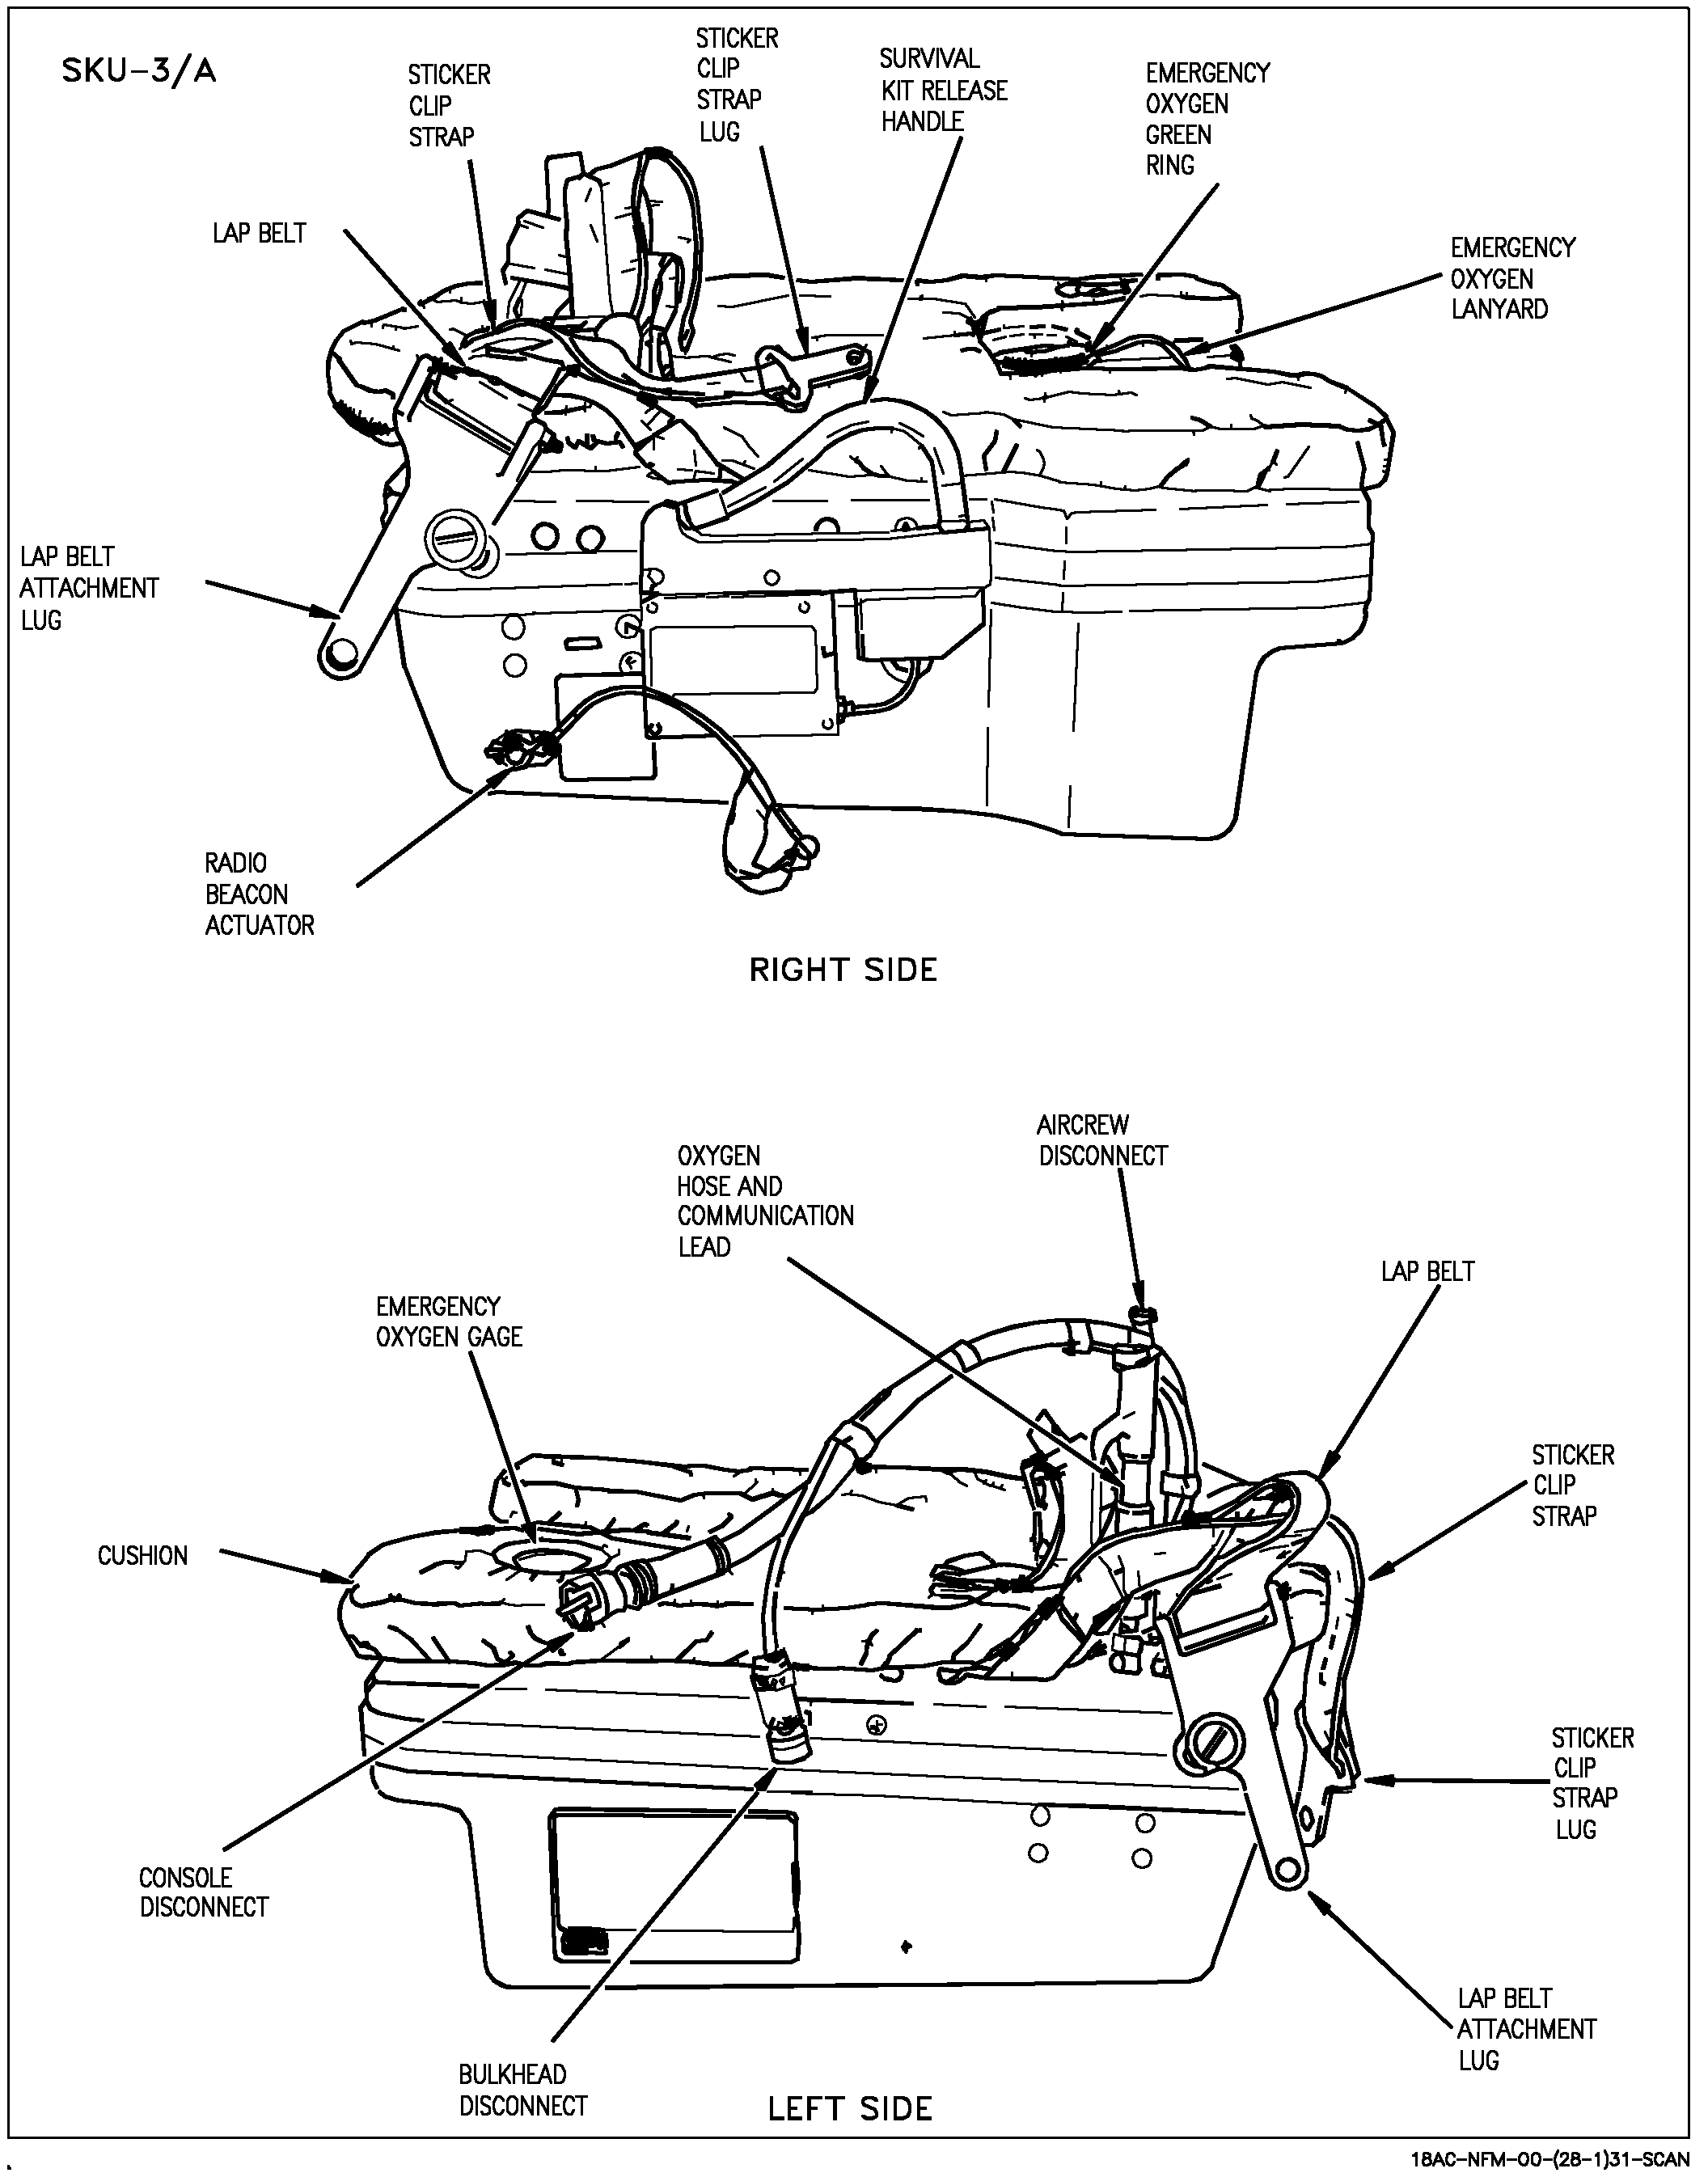 SKU-3/A
STICKER
CLIP
STRAP
STICKER
CLIP
STRAP
LUG
SURVIVAL
KIT RELEASE
HANDLE
EMERGENCY
OXYGEN
GREEN
RING
LAP BELT
EMERGENCY
OXYGEN
LANYARD
LAP BELT
ATTACHMENT
LUG
RADIO
BEACON
ACTUATOR
RIGHT SIDE
AIRCREW
DISCONNECT
OXYGEN
HOSE AND
COMMUNICATION
LEAD
LAP BELT
EMERGENCY
OXYGEN GAGE
STICKER
CLIP
STRAP
CUSHION
STICKER
CLIP
STRAP
LUG
CONSOLE
DISCONNECT
LAP BELT
ATTACHMENT
LUG
BULKHEAD
DISCONNECT
LEFT SIDE
18AC-NFM-00-(28-1)31-SCAN